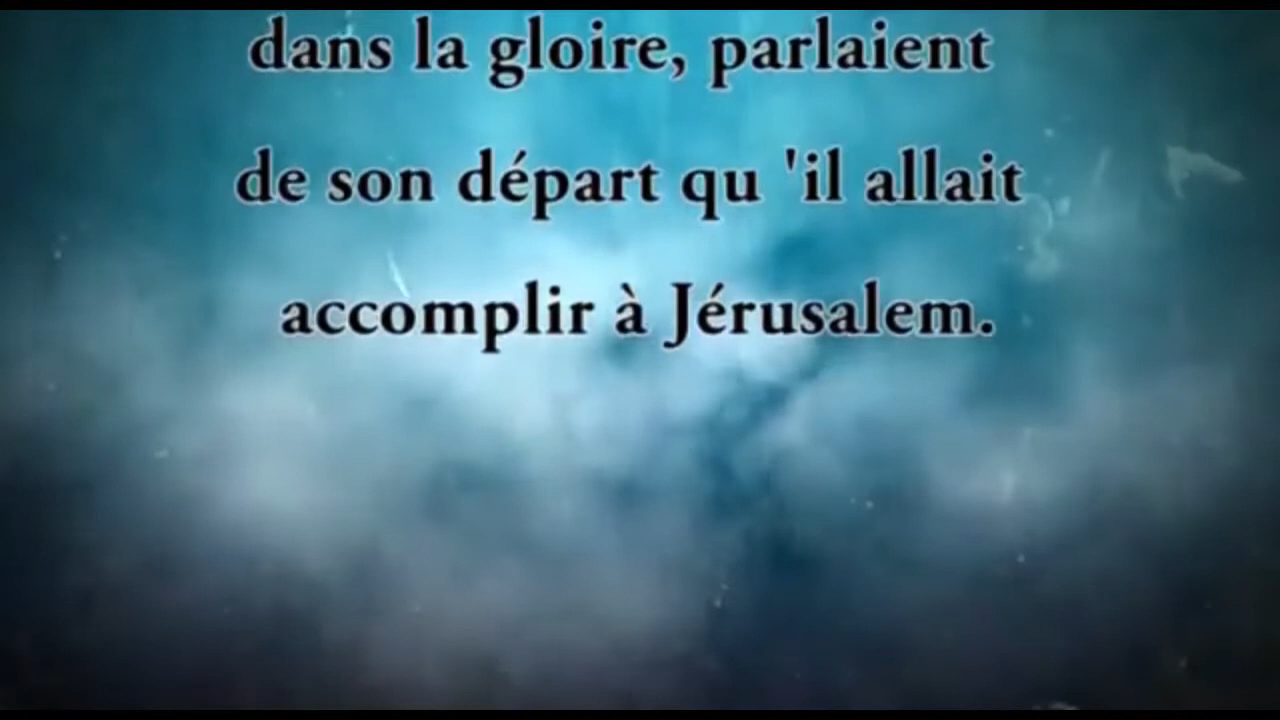 dans la gloire, parlaient
de son départ qu 'il allait
accomplir à Jérusalem.